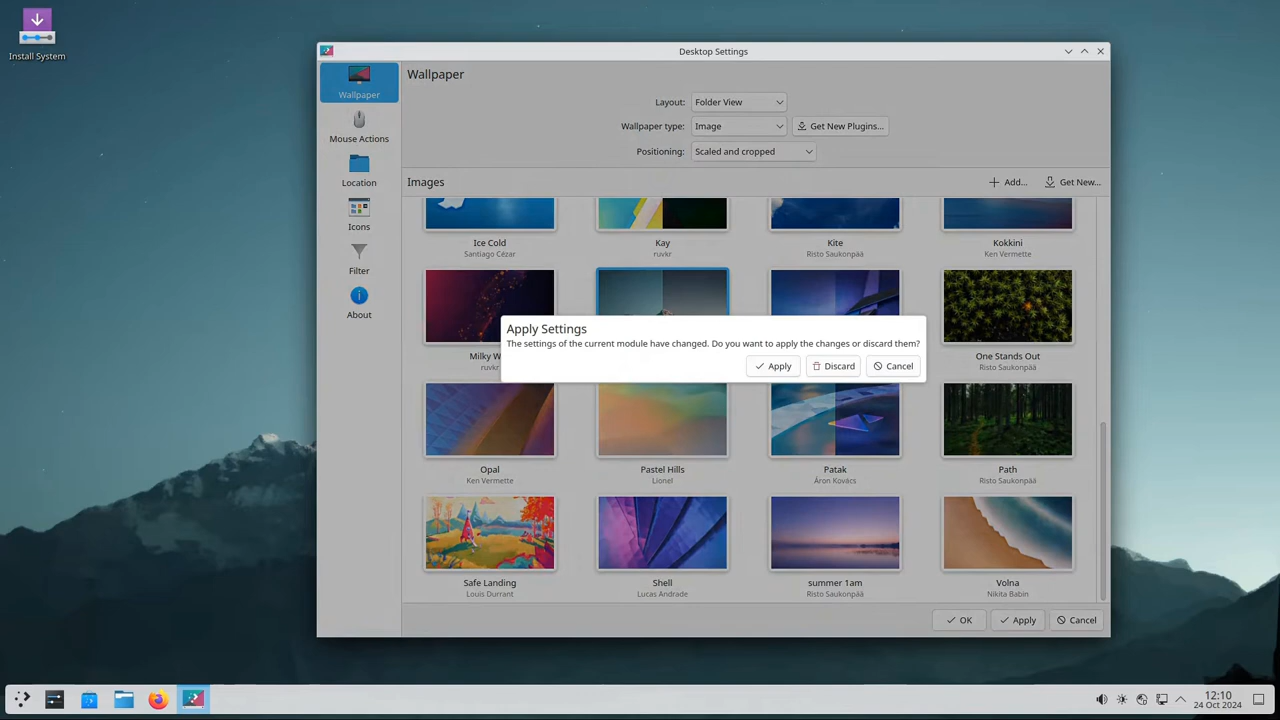 Install System
Desktop Settings
Wallpaper
Mouse Actions
Location
Icons
Filter
About
Wallpaper
Layout: Folder View
Wallpaper type: Image Get New Plugins...
Positioning: Scaled and cropped
Images Add... Get New...
Ice Cold Kay Kite Kokkini
Santiago Cézar ruvkr Risto Saukonpää Ken Vermette
Apply Settings
The settings of the current module have changed. Do you want to apply the changes or discard them?
Apply Discard Cancel
Milky One Stands Out
ruvkr Risto Saukonpää
Opal Pastel Hills Patak Path
Ken Vermette Lionel Áron Kovács Risto Saukonpää
Safe Landing Shell summer 1am Volna
Louis Durrant Lucas Andrade Risto Saukonpää Nikita Babin
OK Apply Cancel
12:10
24 Oct 2024